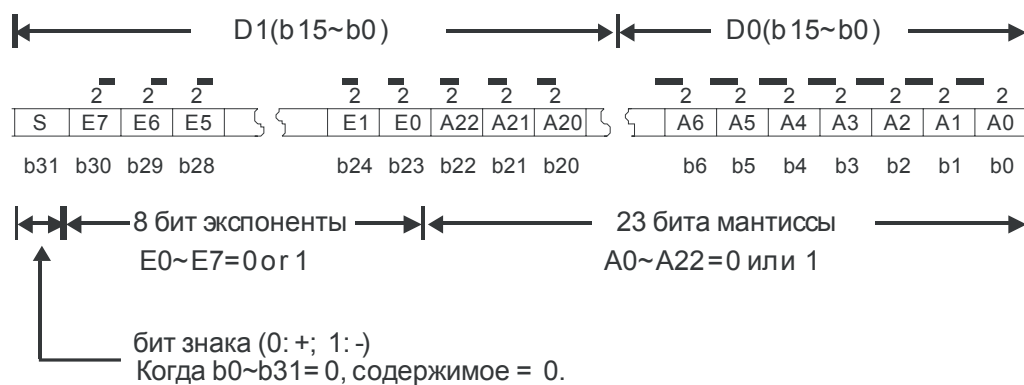 D1(b15~b0) D0(b15~b0)
2 2 2 2 2 2 2 2 2 2 2 2 2 2 2
S E7 E6 E5 E1 E0 A22 A21 A20 A6 A5 A4 A3 A2 A1 A0
b31 b30 b29 b28 b24 b23 b22 b21 b20 b6 b5 b4 b3 b2 b1 b0
8 бит экспоненты 23 бита мантиссы
E0~E7=0 or 1 A0~A22=0 или 1
бит знака (0: +; 1: -)
Когда b0~b31= 0, содержимое = 0.